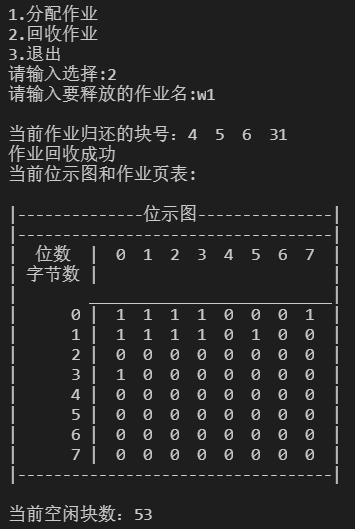 1.分配作业
2.回收作业
3.退出
请输入选择:2
请输入要释放的作业名:w1
当前作业归还的块号: 4 5 6 31
作业回收成功
当前位示图和作业页表:
|--------------位示图---------------|
|-----------------------------------|
| 位数 | 0 1 2 3 4 5 6 7 |
| 字节数 | |
| ___________________________|
| 0 | 1 1 1 1 0 0 0 1 |
| 1 | 1 1 1 1 0 1 0 0 |
| 2 | 0 0 0 0 0 0 0 0 |
| 3 | 1 0 0 0 0 0 0 0 |
| 4 | 0 0 0 0 0 0 0 0 |
| 5 | 0 0 0 0 0 0 0 0 |
| 6 | 0 0 0 0 0 0 0 0 |
| 7 | 0 0 0 0 0 0 0 0 |
|-----------------------------------|
当前空闲块数: 53